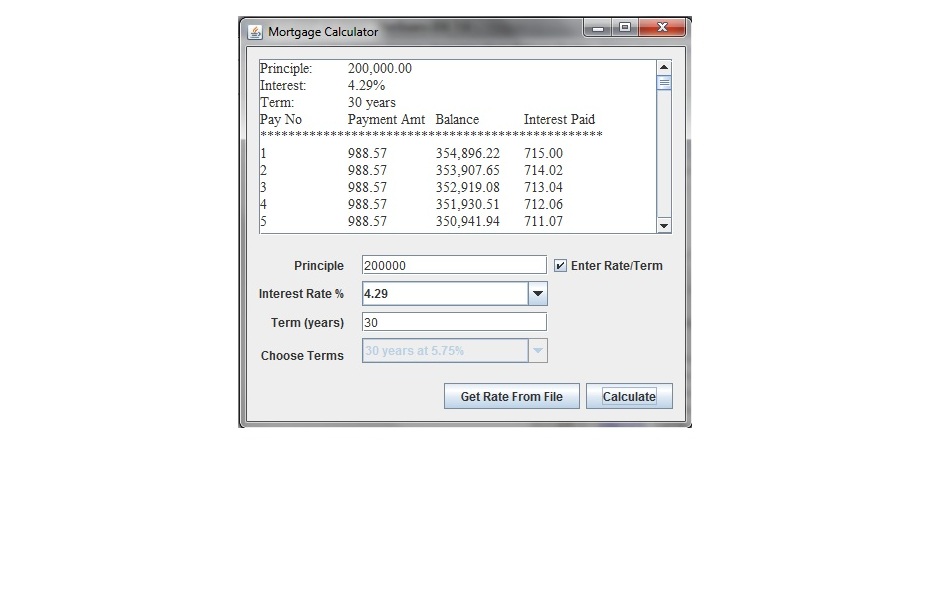 Mortgage Calculator
Principle: 200,000.00
Interest: 4.29%
Term: 30 years
Pay No Payment Amt Balance Interest Paid
*************************************************
1 988.57 354,896.22 715.00
2 988.57 353,907.65 714.02
3 988.57 352,919.08 713.04
4 988.57 351,930.51 712.06
5 988.57 350,941.94 711.07
Principle 200000 Enter Rate/Term
Interest Rate % 4.29
Term (years) 30
Choose Terms 30 years at 5.75%
Get Rate From File Calculate